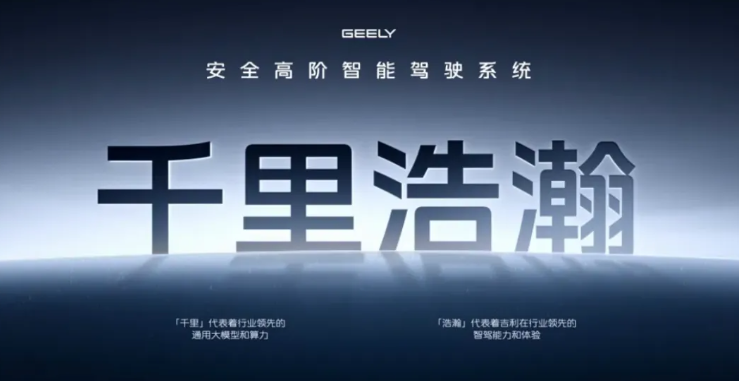 GEELY
安全高阶智能驾驶系统
千里浩瀚
「千里」代表着行业领先的
通用大模型和算力
「浩瀚」代表着吉利在行业领先的
智驾能力和体验